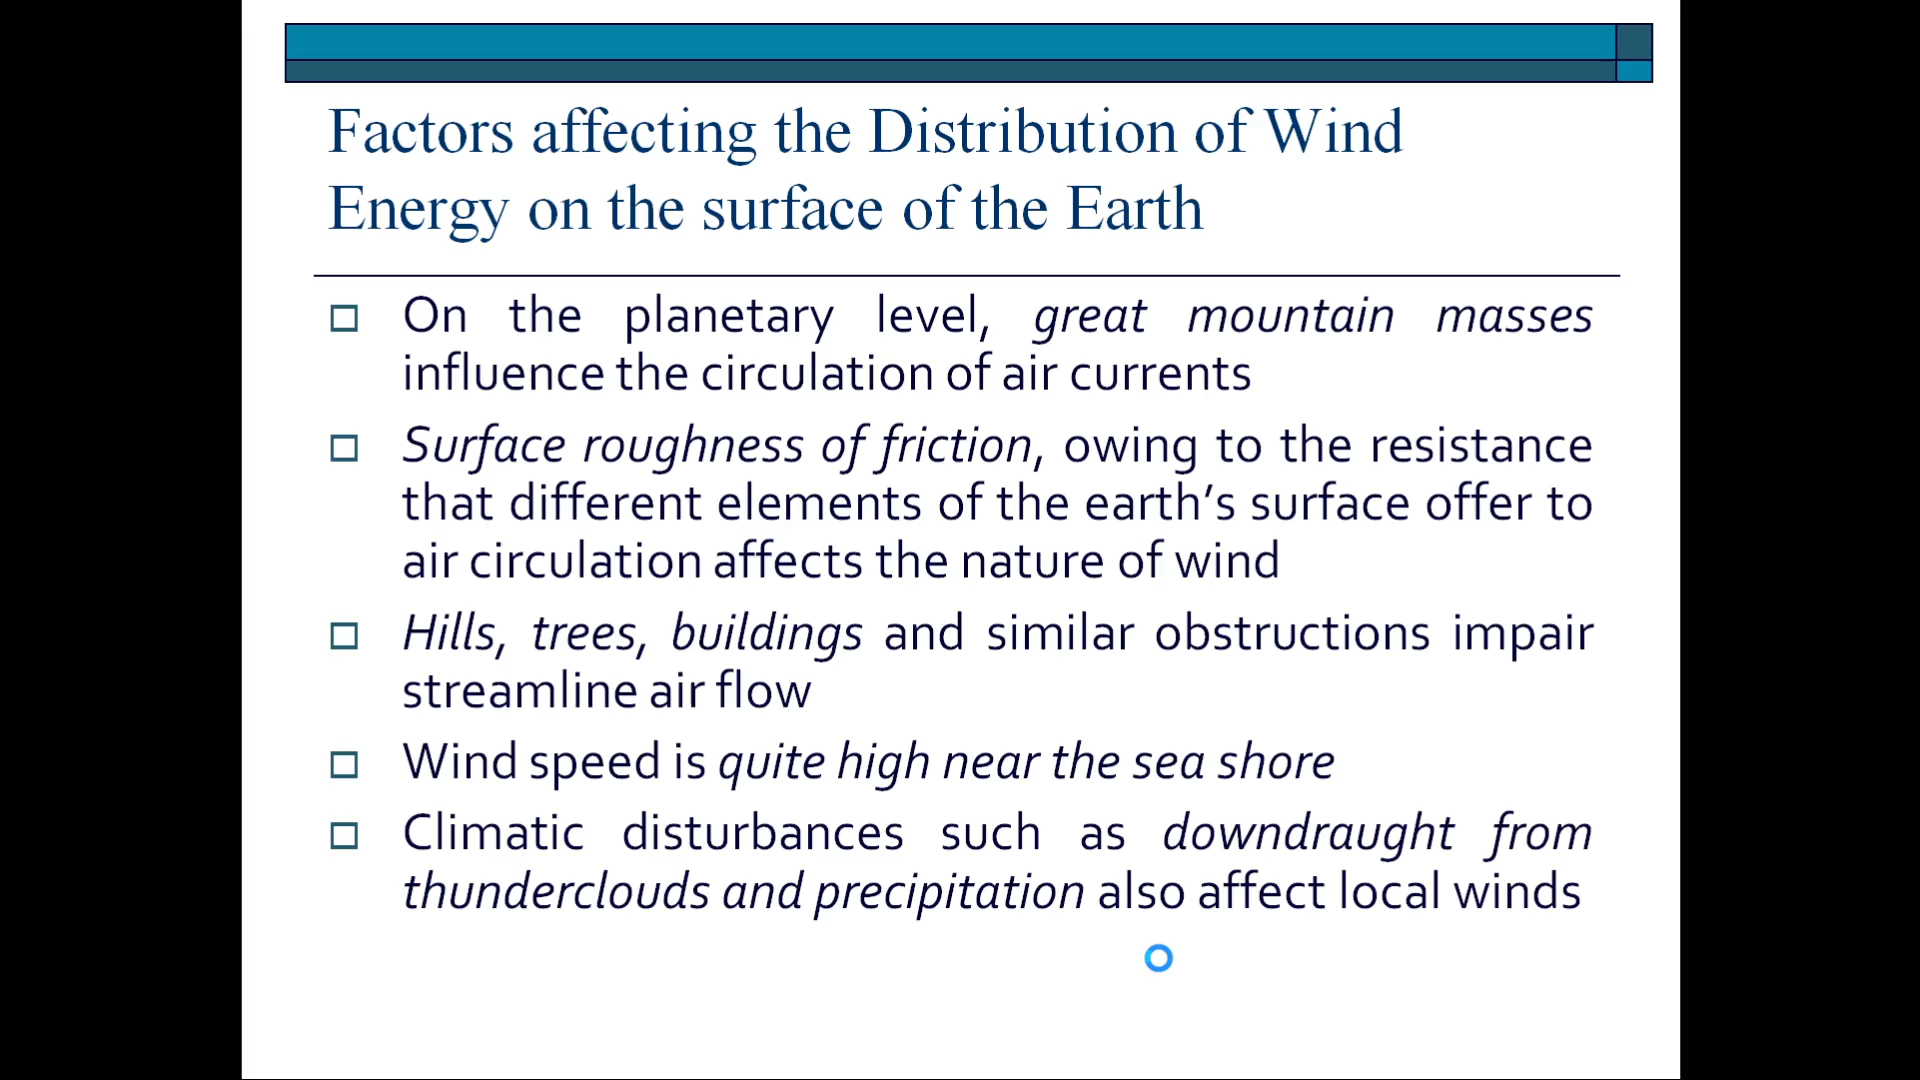 Factors affecting the Distribution of Wind
Energy on the surface of the Earth
On the planetary level, great mountain masses
influence the circulation of air currents
Surface roughness of friction, owing to the resistance
that different elements of the earth’s surface offer to
air circulation affects the nature of wind
Hills, trees, buildings and similar obstructions impair
streamline air flow
Wind speed is quite high near the sea shore
Climatic disturbances such as downdraught from
thunderclouds and precipitation also affect local winds